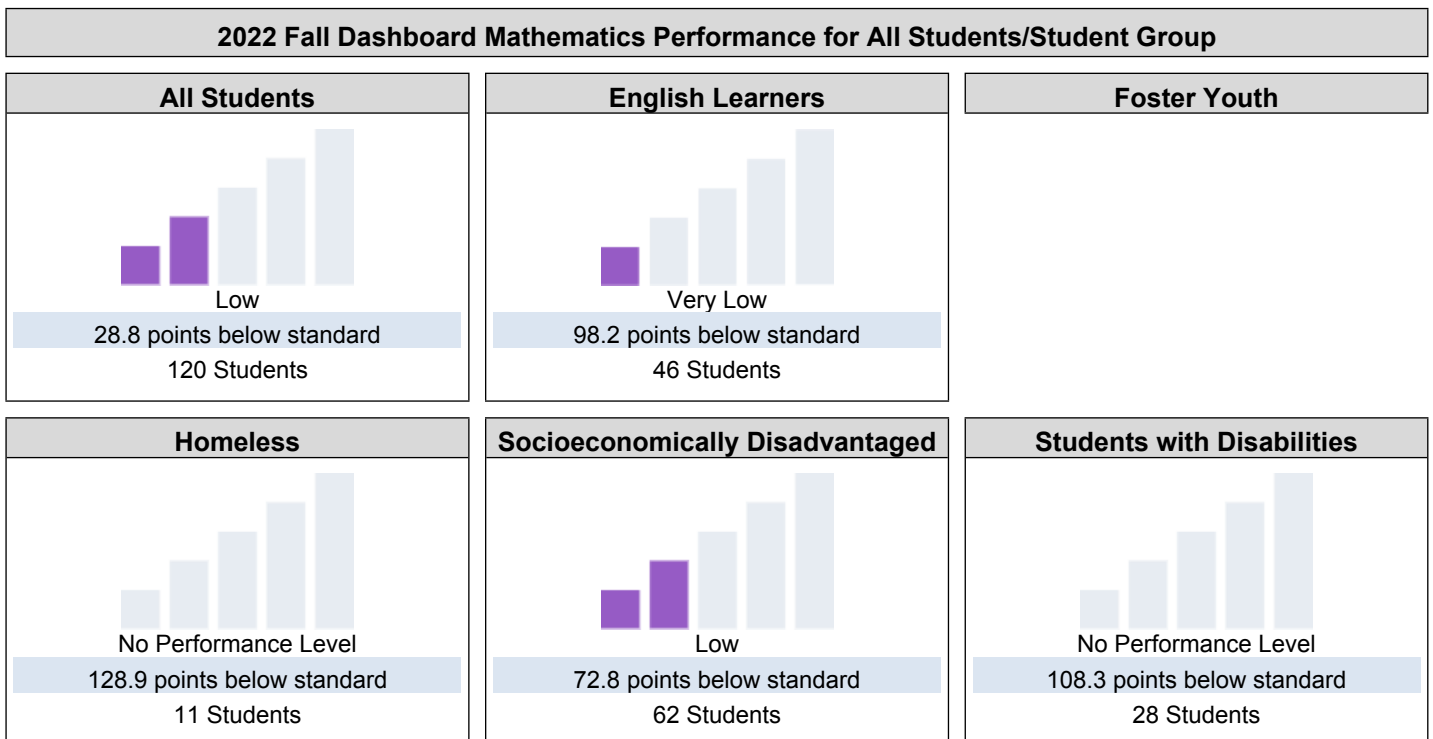 2022 Fall Dashboard Mathematics Performance for All Students/Student Group
All Students
Low
28.8 points below standard
120 Students
English Learners
Very Low
98.2 points below standard
46 Students
Foster Youth
Homeless
No Performance Level
128.9 points below standard
11 Students
Socioeconomically Disadvantaged
Low
72.8 points below standard
62 Students
Students with Disabilities
No Performance Level
108.3 points below standard
28 Students